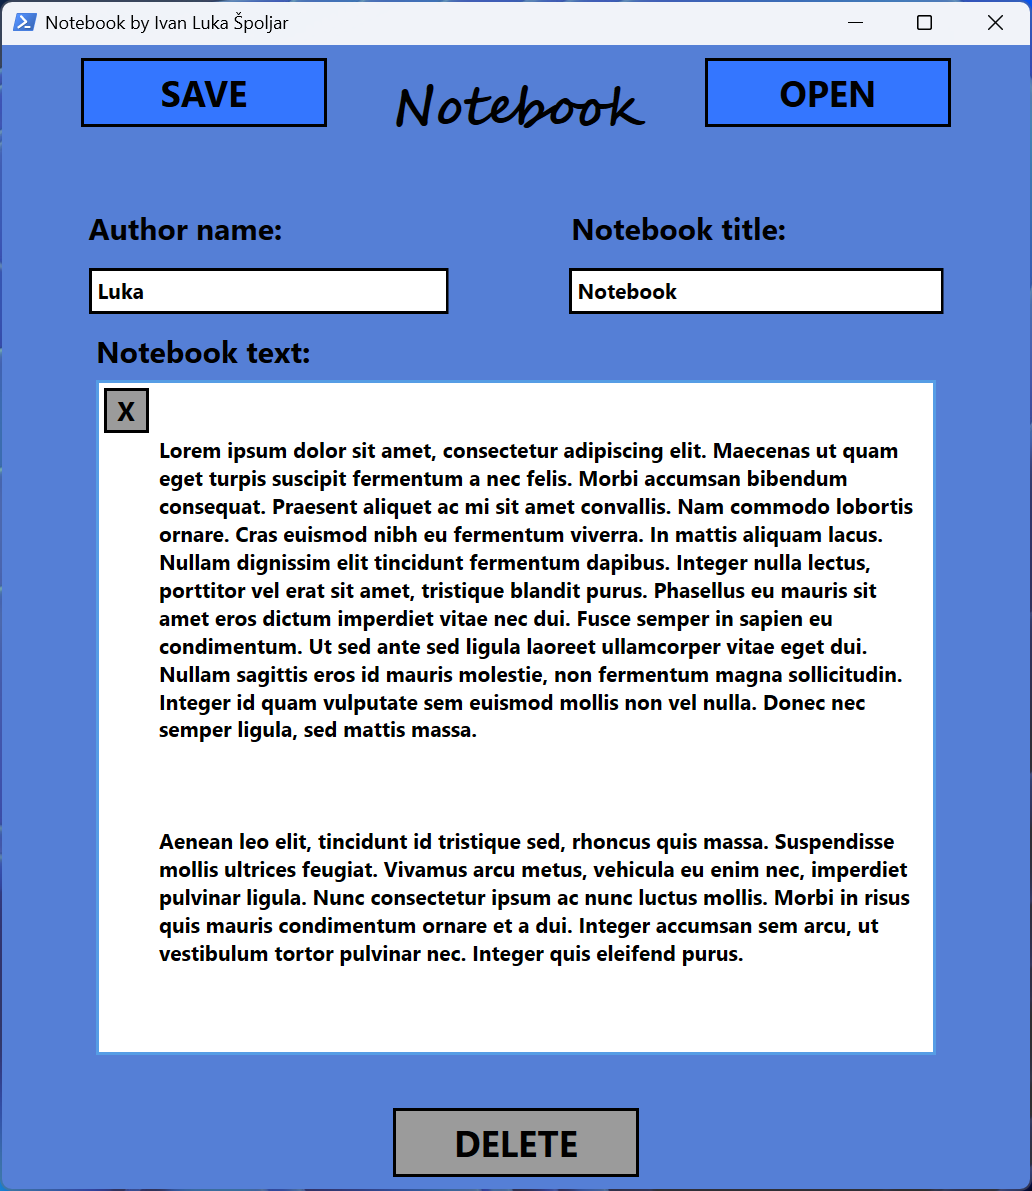 Notebook by Ivan Luka Špoljar
SAVE
Notebook
OPEN
Author name:
Notebook title:
Luka
Notebook
Notebook text:
X
Lorem ipsum dolor sit amet, consectetur adipiscing elit. Maecenas ut quam
eget turpis suscipit fermentum a nec felis. Morbi accumsan bibendum
consequat. Praesent aliquet ac mi sit amet convallis. Nam commodo lobortis
ornare. Cras euismod nibh eu fermentum viverra. In mattis aliquam lacus.
Nullam dignissim elit tincidunt fermentum dapibus. Integer nulla lectus,
porttitor vel erat sit amet, tristique blandit purus. Phasellus eu mauris sit
amet eros dictum imperdiet vitae nec dui. Fusce semper in sapien eu
condimentum. Ut sed ante sed ligula laoreet ullamcorper vitae eget dui.
Nullam sagittis eros id mauris molestie, non fermentum magna sollicitudin.
Integer id quam vulputate sem euismod mollis non vel nulla. Donec nec
semper ligula, sed mattis massa.
Aenean leo elit, tincidunt id tristique sed, rhoncus quis massa. Suspendisse
mollis ultrices feugiat. Vivamus arcu metus, vehicula eu enim nec, imperdiet
pulvinar ligula. Nunc consectetur ipsum ac nunc luctus mollis. Morbi in risus
quis mauris condimentum ornare et a dui. Integer accumsan sem arcu, ut
vestibulum tortor pulvinar nec. Integer quis eleifend purus.
DELETE